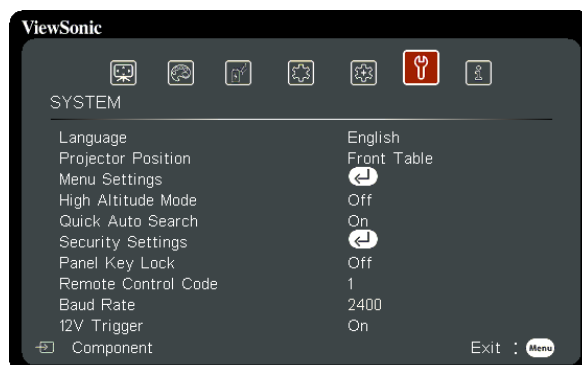 ViewSonic
SYSTEM
Language English
Projector Position Front Table
Menu Settings
High Altitude Mode Off
Quick Auto Search On
Security Settings
Panel Key Lock Off
Remote Control Code 1
Baud Rate 2400
12V Trigger On
Component Exit : Menu